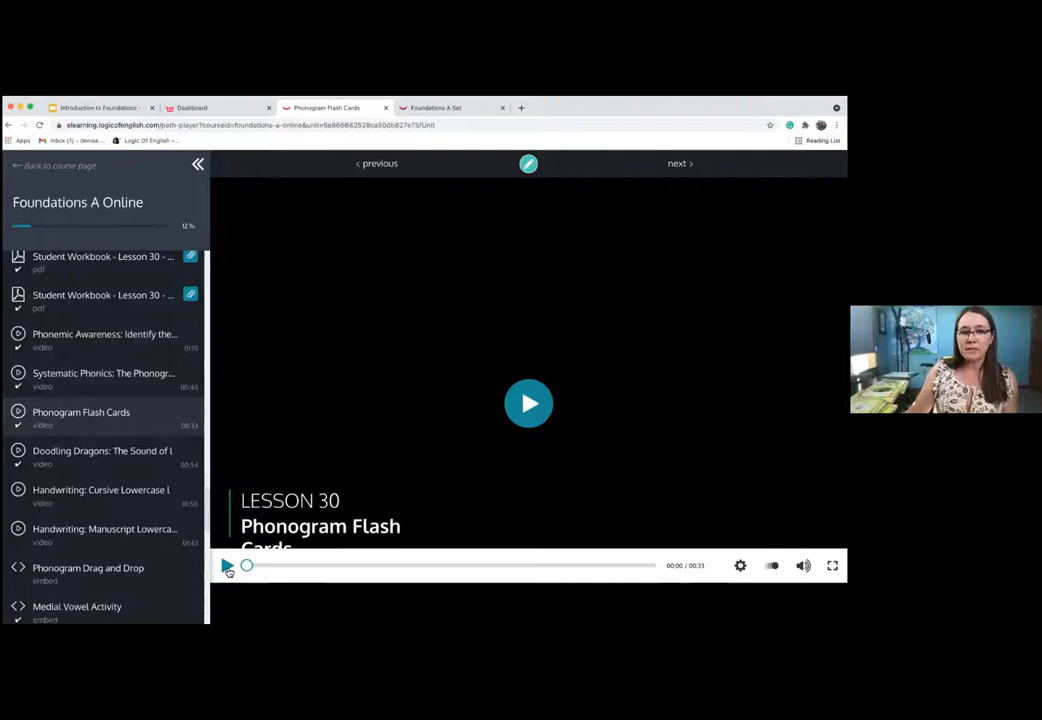 Introduction to Foundations -
Dashboard
Phonogram Flash Cards
Foundations A Set
elearning.logicofenglish.com/path-player?courseid=foundations-a-online&unit=
Apps
Inbox (1) - denise....
Logic Of English –...
Reading List
← Back to course page
‹ previous
next ›
Foundations A Online
12 %
Student Workbook - Lesson 30 - ...
pdf
Student Workbook - Lesson 30 - ...
pdf
Phonemic Awareness: Identify the...
video 01:15
Systematic Phonics: The Phonogr...
video 00:44
Phonogram Flash Cards
video 00:33
Doodling Dragons: The Sound of l
video 00:54
Handwriting: Cursive Lowercase l
video 01:50
Handwriting: Manuscript Lowerca...
video 01:43
Phonogram Drag and Drop
embed
Medial Vowel Activity
embed
LESSON 30
Phonogram Flash
Cards
00:00 / 00:33